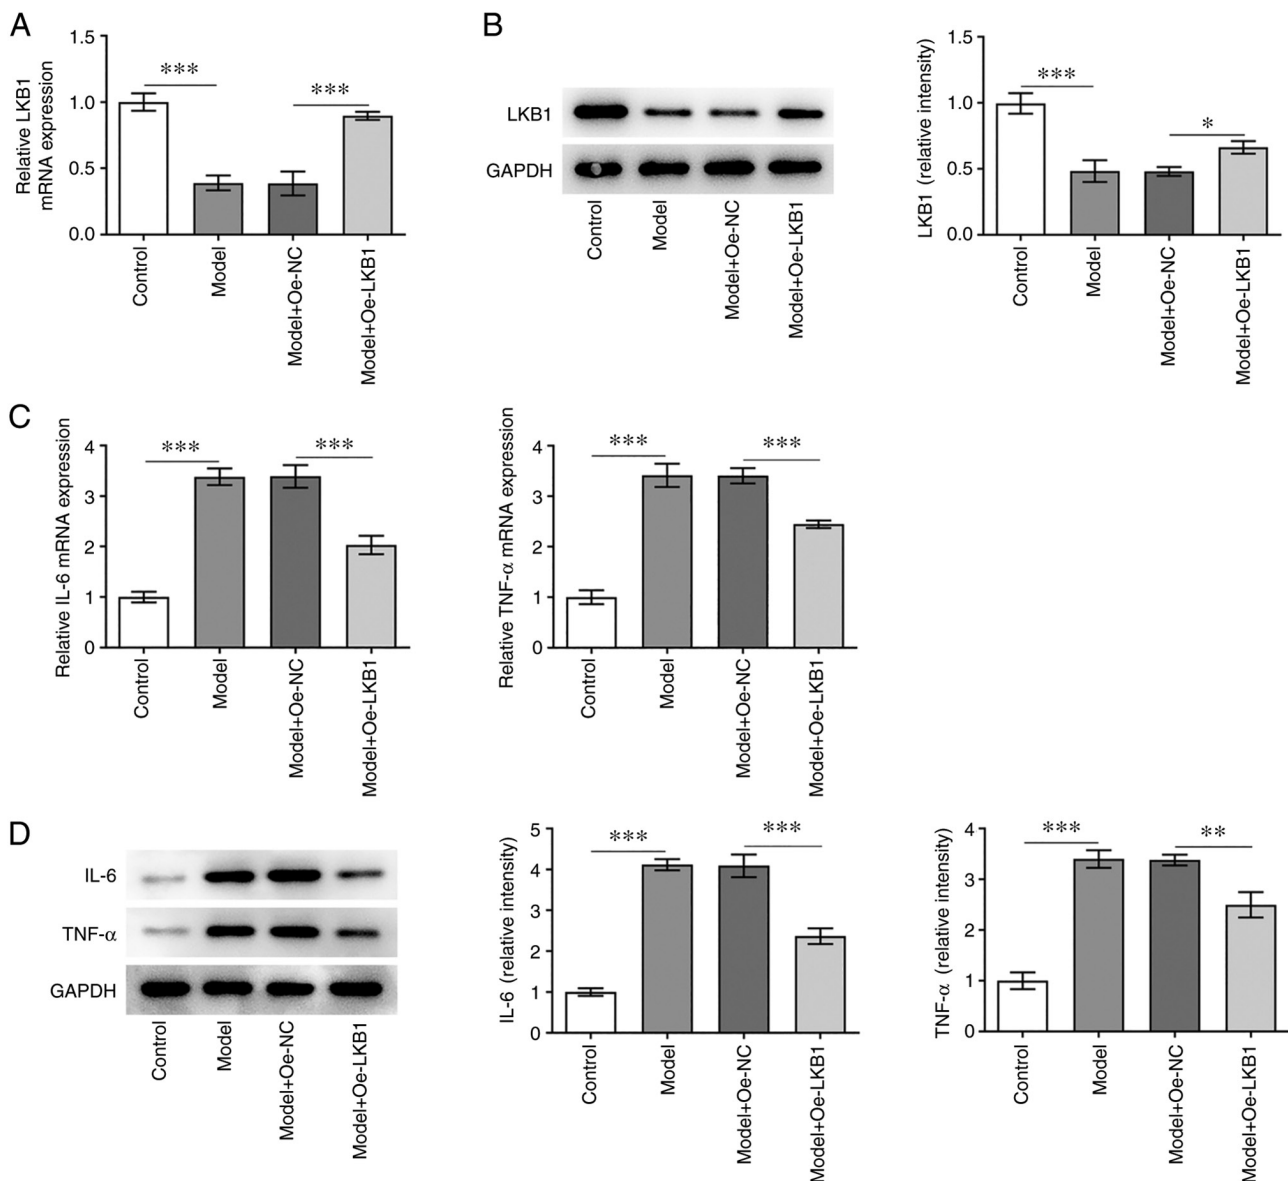 A
Relative LKB1
mRNA expression
1.5
1.0
0.5
0.0
***
***
Control
Model
Model+Oe-NC
Model+Oe-LKB1
B
LKB1
GAPDH
Control
Model
Model+Oe-NC
Model+Oe-LKB1
LKB1 (relative intensity)
1.5
1.0
0.5
0.0
***
*
Control
Model
Model+Oe-NC
Model+Oe-LKB1
C
Relative IL-6 mRNA expression
4
3
2
1
0
***
***
Control
Model
Model+Oe-NC
Model+Oe-LKB1
Relative TNF-α mRNA expression
4
3
2
1
0
***
***
Control
Model
Model+Oe-NC
Model+Oe-LKB1
D
IL-6
TNF-α
GAPDH
Control
Model
Model+Oe-NC
Model+Oe-LKB1
IL-6 (relative intensity)
5
4
3
2
1
0
***
***
Control
Model
Model+Oe-NC
Model+Oe-LKB1
TNF-α (relative intensity)
4
3
2
1
0
***
**
Control
Model
Model+Oe-NC
Model+Oe-LKB1